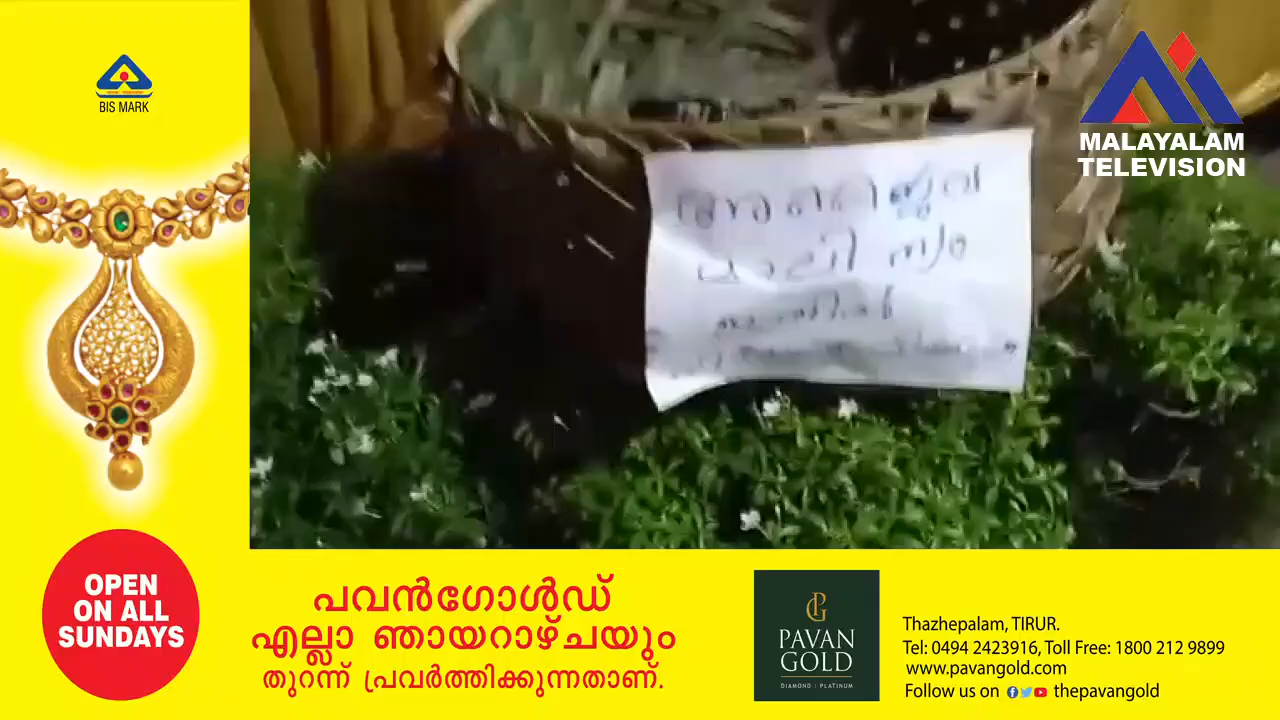 BIS MARK
MALAYALAM
TELEVISION
മാലിന്യം
OPEN
ON ALL
SUNDAYS
പവൻഗോൾഡ്
എല്ലാ ഞായറാഴ്ചയും
തുറന്ന് പ്രവർത്തിക്കുന്നതാണ്.
PG
PAVAN
GOLD
DIAMOND | PLATINUM
Thazhepalam, TIRUR.
Tel: 0494 2423916, Toll Free: 1800 212 9899
www.pavangold.com
Follow us on thepavangold